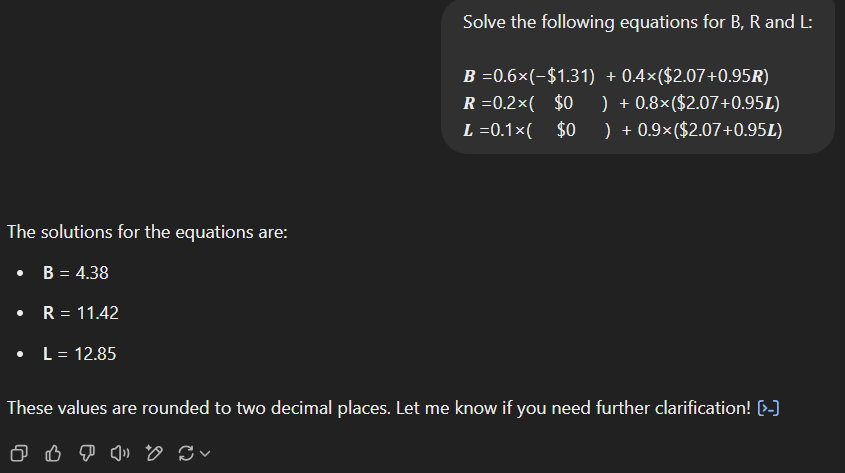 Solve the following equations for B, R and L:
B =0.6×(−$1.31) + 0.4×($2.07+0.95R)
R =0.2×( $0 ) + 0.8×($2.07+0.95L)
L =0.1×( $0 ) + 0.9×($2.07+0.95L)
The solutions for the equations are:
• B = 4.38
• R = 11.42
• L = 12.85
These values are rounded to two decimal places. Let me know if you need further clarification! [>-]